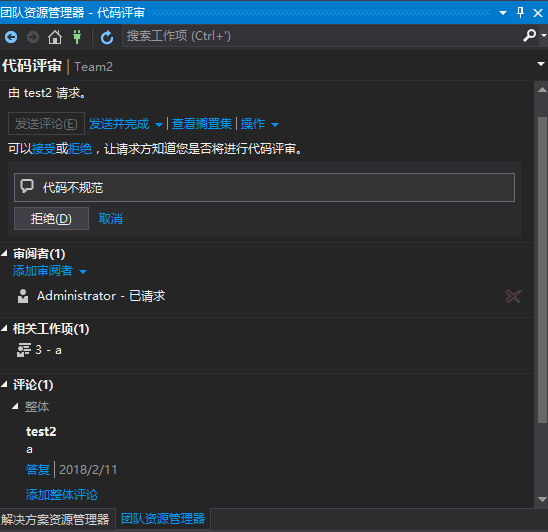 团队资源管理器 - 代码评审
搜索工作项 (Ctrl+')
代码评审 | Team2
由 test2 请求。
发送评论(E) 发送并完成 | 查看搁置集 | 操作
可以接受或拒绝，让请求方知道您是否将进行代码评审。
代码不规范
拒绝(D) 取消
审阅者(1)
添加审阅者
Administrator - 已请求
相关工作项(1)
3 - a
评论(1)
整体
test2
a
答复 | 2018/2/11
添加整体评论
解决方案资源管理器 团队资源管理器